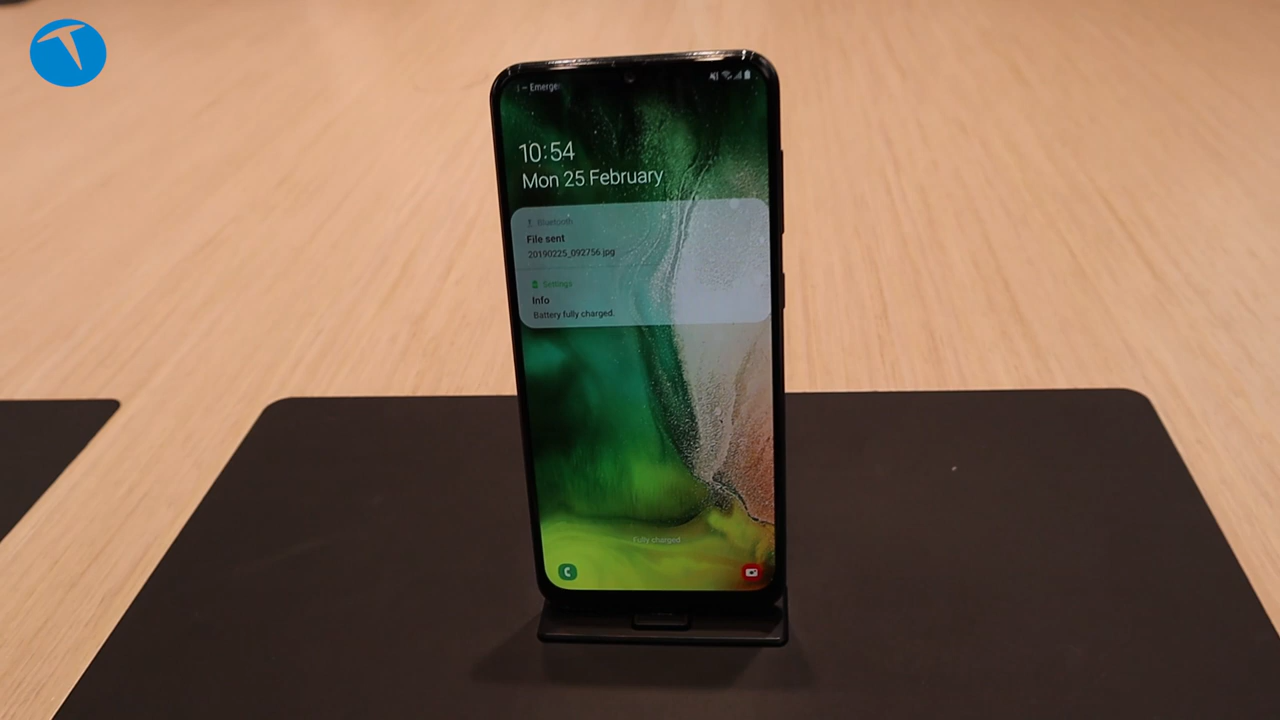 – Emerge
10:54
Mon 25 February
Bluetooth
File sent
20190225_092756.jpg
Settings
Info
Battery fully charged.
Fully charged